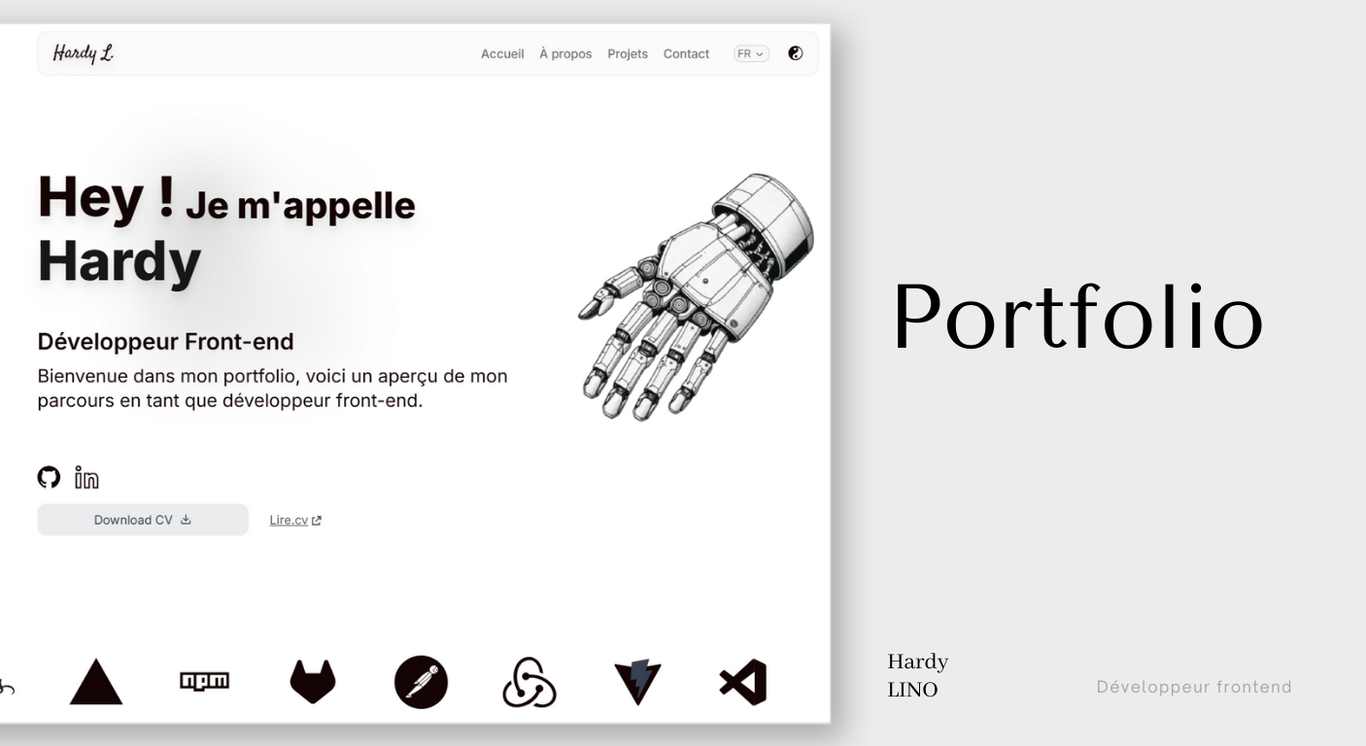 Hardy L.
Accueil À propos Projets Contact FR
Hey ! Je m'appelle
Hardy
Développeur Front-end
Bienvenue dans mon portfolio, voici un aperçu de mon
parcours en tant que développeur front-end.
in
Download CV
Lire.cv
npm
Portfolio
Hardy
LINO
Développeur frontend